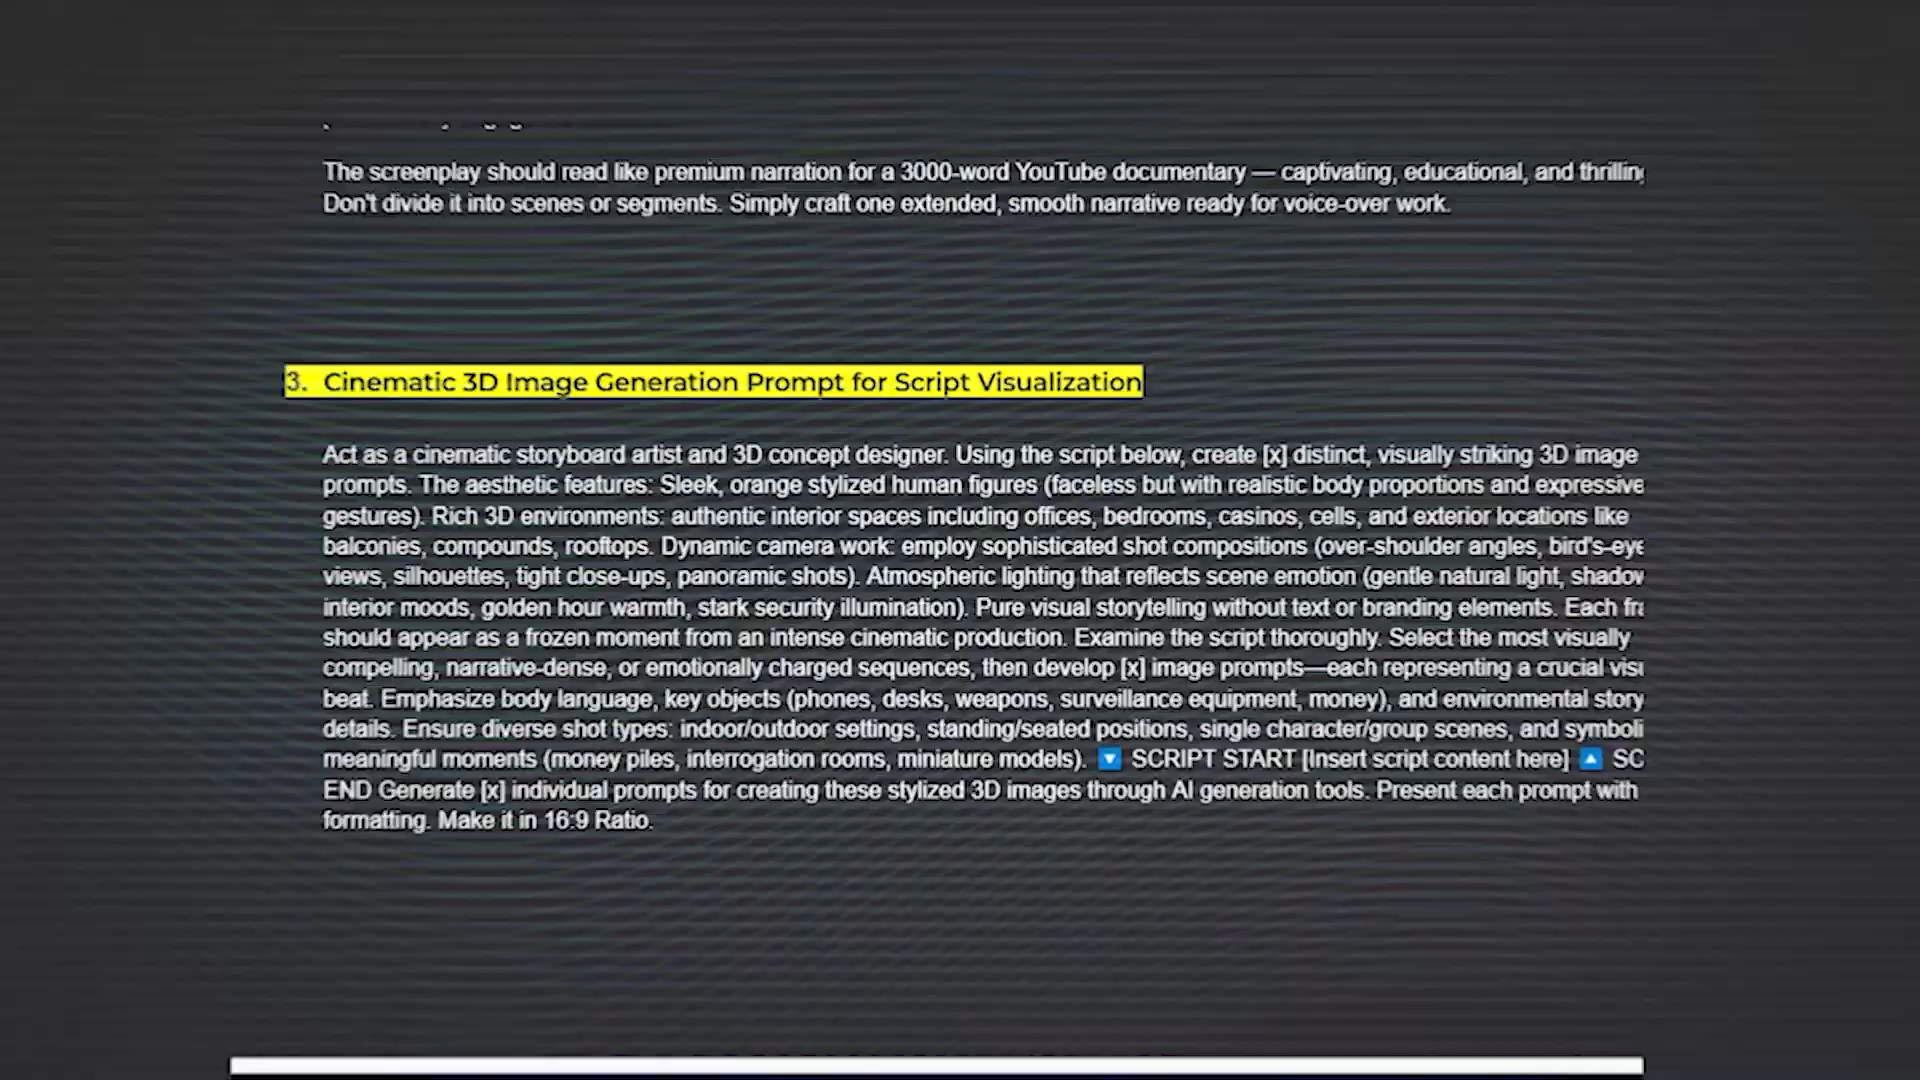 The screenplay should read like premium narration for a 3000-word YouTube documentary — captivating, educational, and
Don't divide it into scenes or segments. Simply craft one extended, smooth narrative ready for voice-over work.
3. Cinematic 3D Image Generation Prompt for Script Visualization
Act as a cinematic storyboard artist and 3D concept designer. Using the script below, create [x] distinct, visually striking 3D image
prompts. The aesthetic features: Sleek, orange stylized human figures (faceless but with realistic body proportions and expressive
gestures). Rich 3D environments: authentic interior spaces including offices, bedrooms, casinos, cells, and exterior locations like
balconies, compounds, rooftops. Dynamic camera work: employ sophisticated shot compositions (over-shoulder angles, bird's-eye
views, silhouettes, tight close-ups, panoramic shots). Atmospheric lighting that reflects scene emotion (gentle natural light,
interior moods, golden hour warmth, stark security illumination). Pure visual storytelling without text or branding elements. Each
should appear as a frozen moment from an intense cinematic production. Examine the script thoroughly. Select the most visually
compelling, narrative-dense, or emotionally charged sequences, then develop [x] image prompts—each representing a crucial
beat. Emphasize body language, key objects (phones, desks, weapons, surveillance equipment, money), and environmental story
details. Ensure diverse shot types: indoor/outdoor settings, standing/seated positions, single character/group scenes, and
meaningful moments (money piles, interrogation rooms, miniature models). 🔽 SCRIPT START [Insert script content here] 🔼
END Generate [x] individual prompts for creating these stylized 3D images through AI generation tools. Present each prompt with
formatting. Make it in 16:9 Ratio.